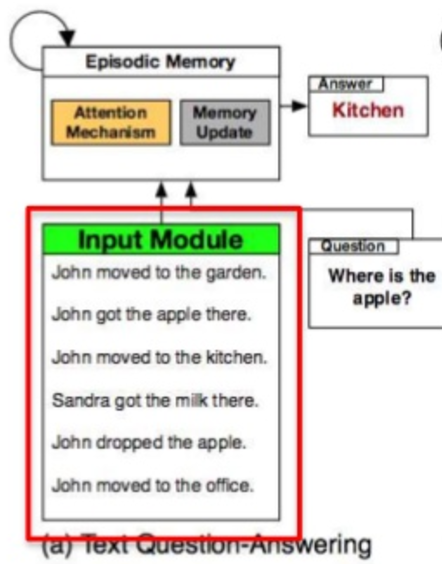 Episodic Memory
Attention
Mechanism
Memory
Update
Answer
Kitchen
Input Module
John moved to the garden.
John got the apple there.
John moved to the kitchen.
Sandra got the milk there.
John dropped the apple.
John moved to the office.
Question
Where is the
apple?
(a) Text Question-Answering